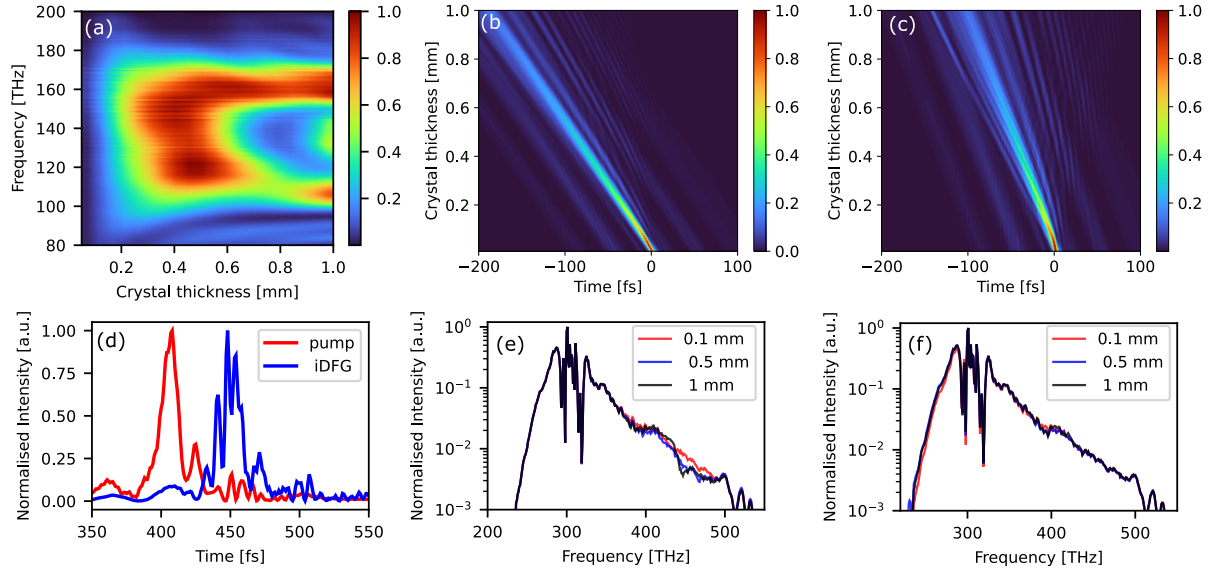 (a)
200
180
160
140
120
100
80
Frequency [THz]
0.2 0.4 0.6 0.8 1.0
Crystal thickness [mm]
1.0
0.8
0.6
0.4
0.2
(b)
1.0
0.8
0.6
0.4
0.2
Crystal thickness [mm]
−200 −100 0 100
Time [fs]
1.0
0.8
0.6
0.4
0.2
0.0
(c)
1.0
0.8
0.6
0.4
0.2
Crystal thickness [mm]
−200 −100 0 100
Time [fs]
1.0
0.8
0.6
0.4
0.2
(d)
1.00
0.75
0.50
0.25
0.00
Normalised Intensity [a.u.]
pump
iDFG
350 400 450 500 550
Time [fs]
(e)
10⁰
10⁻¹
10⁻²
10⁻³
Normalised Intensity [a.u.]
0.1 mm
0.5 mm
1 mm
200 300 400 500
Frequency [THz]
(f)
10⁰
10⁻¹
10⁻²
10⁻³
Normalised Intensity [a.u.]
0.1 mm
0.5 mm
1 mm
300 400 500
Frequency [THz]